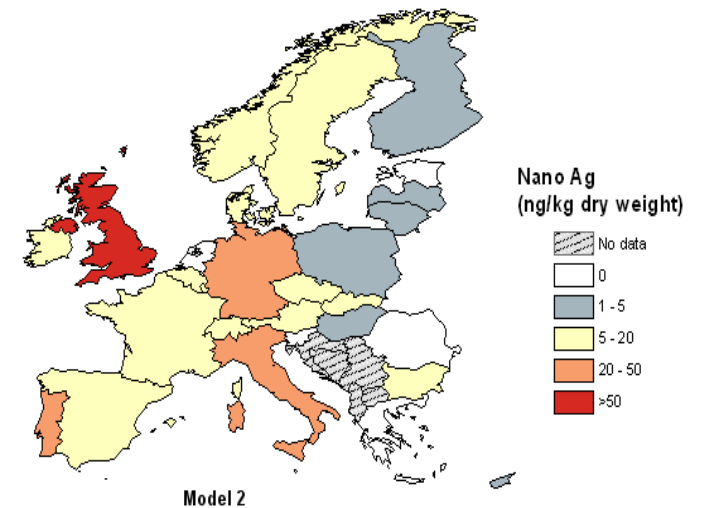 Nano Ag
(ng/kg dry weight)
No data
0
1 - 5
5 - 20
20 - 50
>50
Model 2